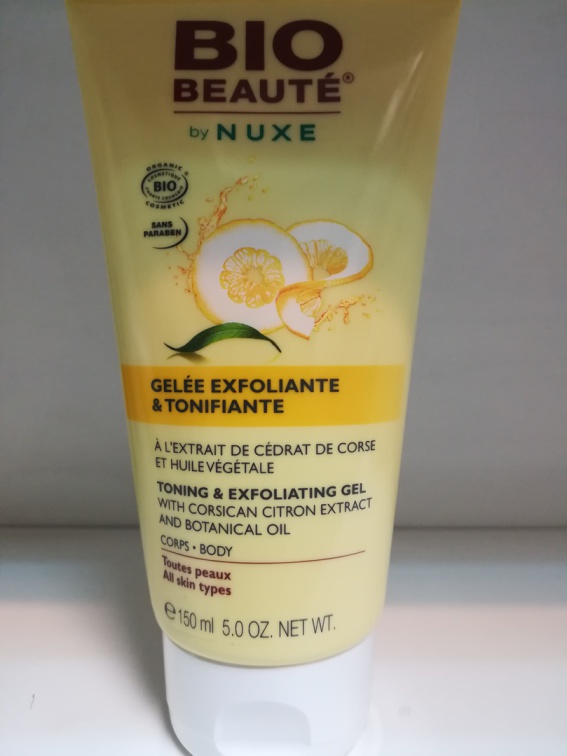 BIO
BEAUTÉ®
by NUXE
ORGANIC
COSMÉTIQUE
BIO
COSMETIC
SANS
PARABEN
GELÉE EXFOLIANTE
& TONIFIANTE
À L'EXTRAIT DE CÉDRAT DE CORSE
ET HUILE VÉGÉTALE
TONING & EXFOLIATING GEL
WITH CORSICAN CITRON EXTRACT
AND BOTANICAL OIL
CORPS • BODY
Toutes peaux
All skin types
℮ 150 ml 5.0 OZ. NET WT.